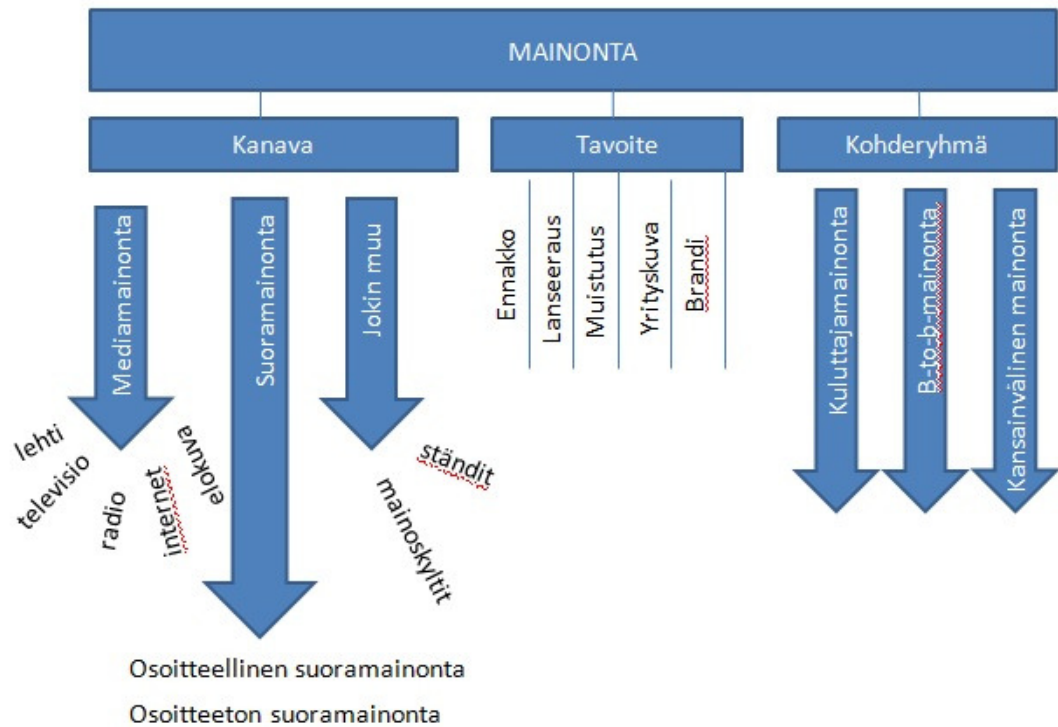 MAINONTA
Kanava
Tavoite
Kohderyhmä
Mediamainonta
Suoramainonta
Jokin muu
Ennakko
Lanseeraus
Muistutus
Yrityskuva
Brandi
Kuluttajamainonta
B-to-b-mainonta
Kansainvälinen mainonta
lehti
televisio
radio
internet
elokuva
ständit
mainoskyltit
Osoitteellinen suoramainonta
Osoitteeton suoramainonta